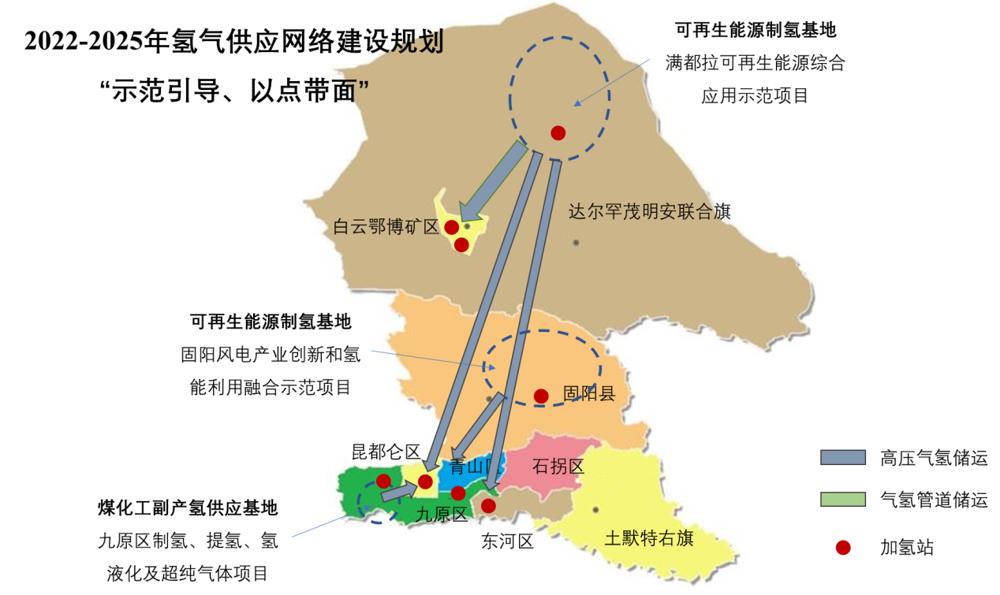 2022-2025年氢气供应网络建设规划
“示范引导、以点带面”
可再生能源制氢基地
满都拉可再生能源综合
应用示范项目
达尔罕茂明安联合旗
白云鄂博矿区
可再生能源制氢基地
固阳风电产业创新和氢
能利用融合示范项目
固阳县
昆都仑区
青山区
石拐区
高压气氢储运
气氢管道储运
加氢站
煤化工副产氢供应基地
九原区制氢、提氢、氢
液化及超纯气体项目
九原区
东河区
土默特右旗